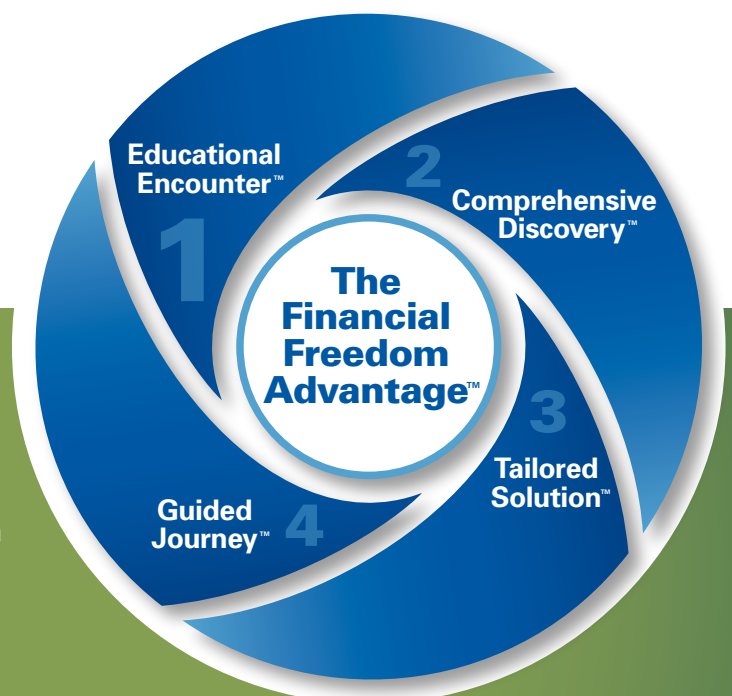 Educational
Encounter™
1
2
Comprehensive
Discovery™
The
Financial
Freedom
Advantage™
3
Tailored
Solution™
Guided
Journey™
4